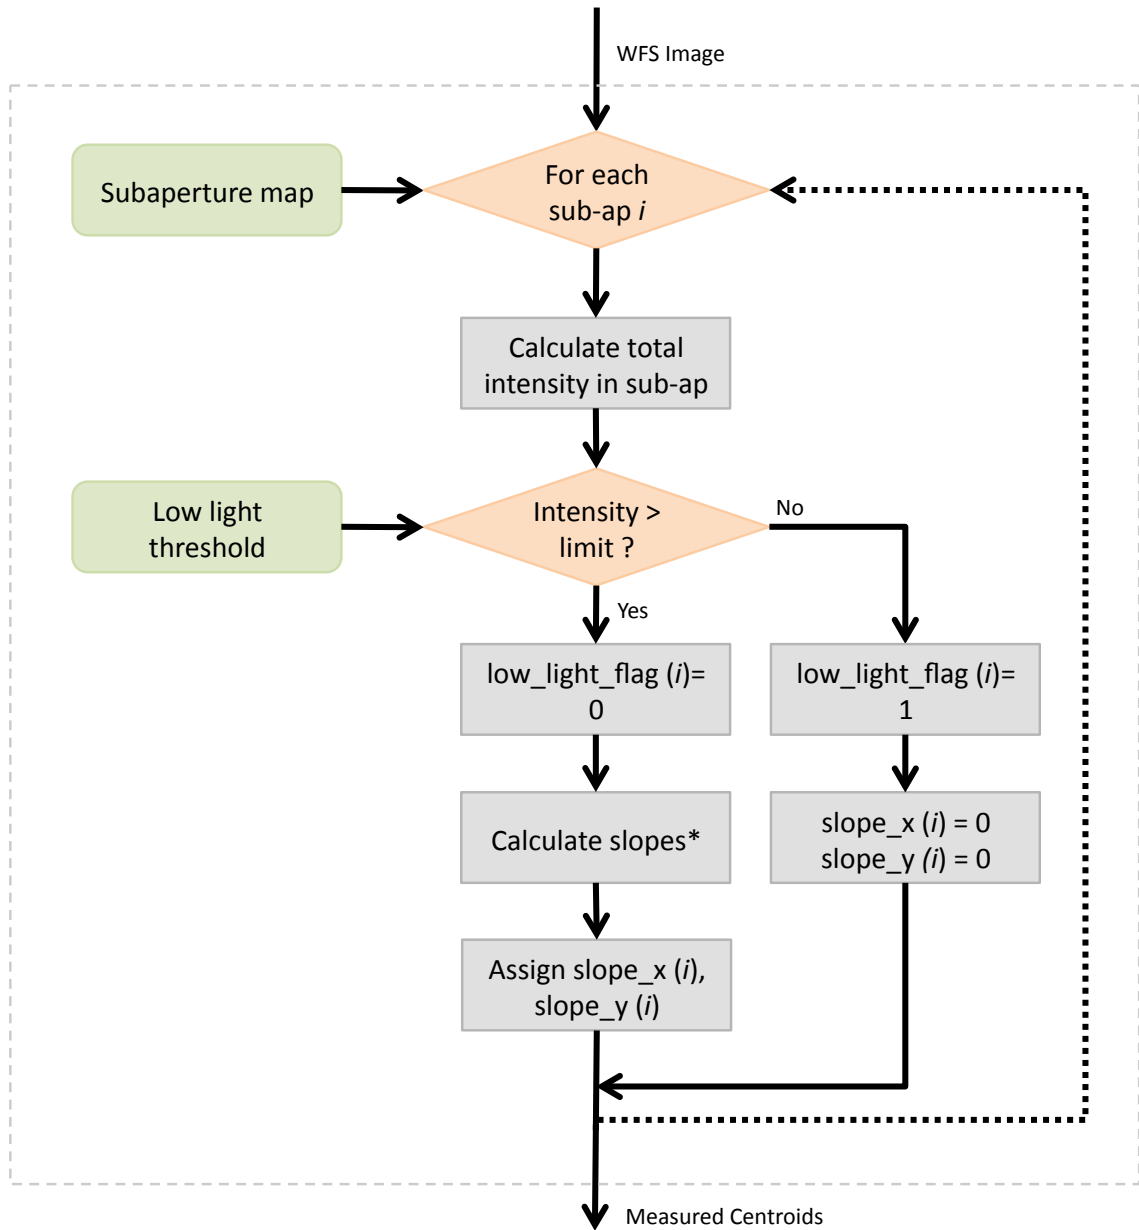 WFS Image
Subaperture map
For each
sub-ap i
Calculate total
intensity in sub-ap
Low light
threshold
Intensity >
limit ?
No
Yes
low_light_flag (i)=
0
low_light_flag (i)=
1
Calculate slopes*
slope_x (i) = 0
slope_y (i) = 0
Assign slope_x (i),
slope_y (i)
Measured Centroids